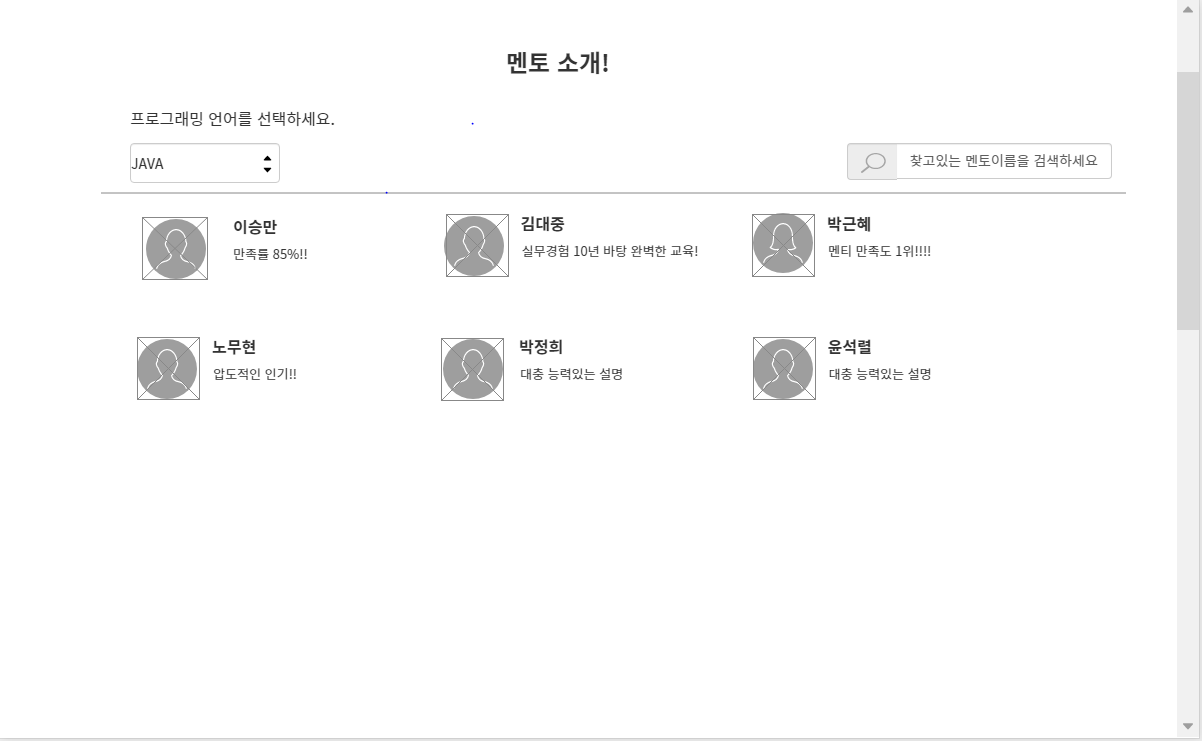 멘토 소개!
프로그래밍 언어를 선택하세요.
JAVA
찾고있는 멘토이름을 검색하세요
이승만
만족률 85%!!
김대중
실무경험 10년 바탕 완벽한 교육!
박근혜
멘티 만족도 1위!!!!
노무현
압도적인 인기!!
박정희
대충 능력있는 설명
윤석렬
대충 능력있는 설명